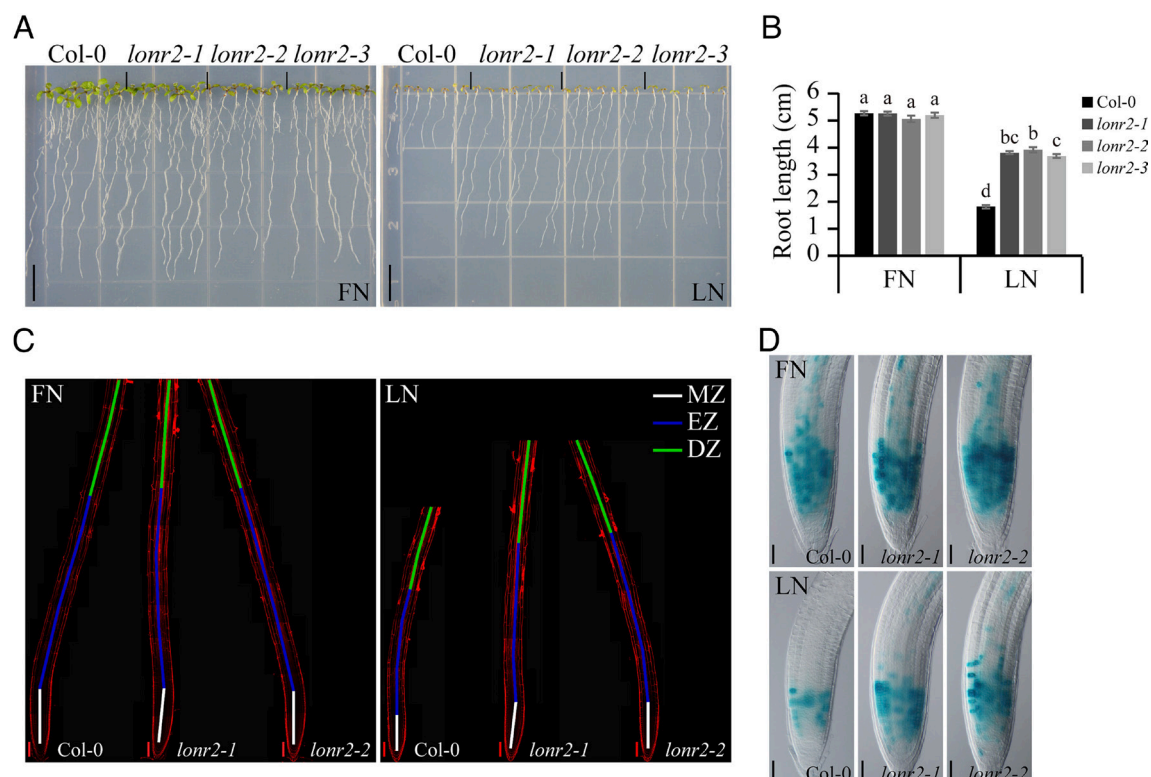 A
Col-0 lonr2-1 lonr2-2 lonr2-3
FN
Col-0 lonr2-1 lonr2-2 lonr2-3
4
3
2
LN
B
Root length (cm)
6
5
4
3
2
1
0
a a a a
d bc b c
FN LN
Col-0
lonr2-1
lonr2-2
lonr2-3
C
FN
Col-0 lonr2-1 lonr2-2
LN
MZ
EZ
DZ
Col-0 lonr2-1 lonr2-2
D
FN
Col-0 lonr2-1 lonr2-2
LN
Col-0 lonr2-1 lonr2-2